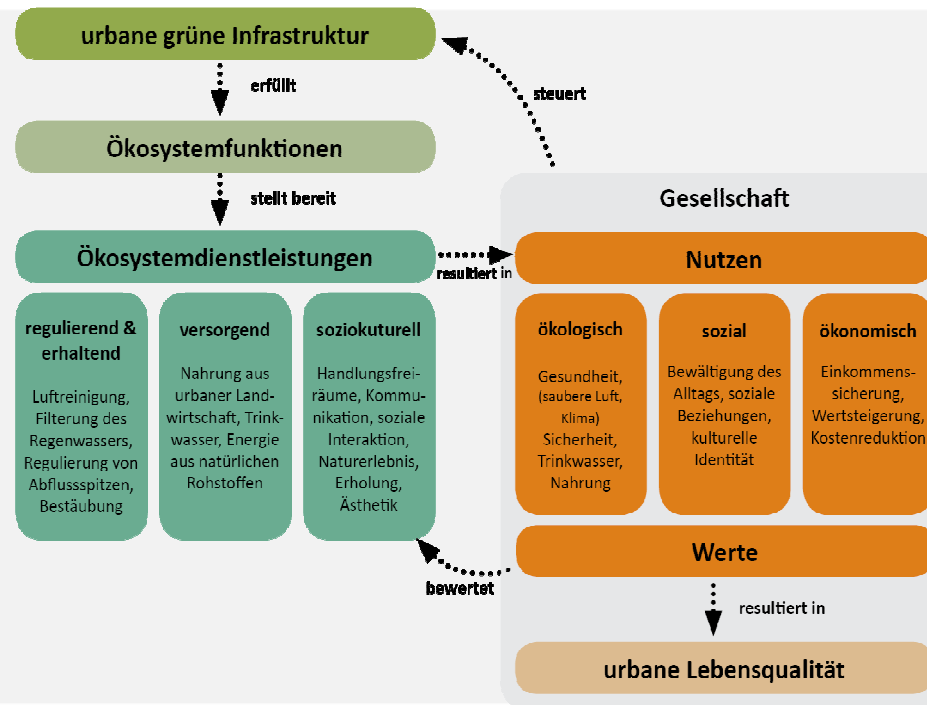 urbane grüne Infrastruktur
erfüllt
steuert
Ökosystemfunktionen
stellt bereit
Gesellschaft
Ökosystemdienstleistungen
resultiert in
Nutzen
regulierend &
erhaltend
Luftreinigung,
Filterung des
Regenwassers,
Regulierung von
Abflussspitzen,
Bestäubung
versorgend
Nahrung aus
urbaner Land-
wirtschaft, Trink-
wasser, Energie
aus natürlichen
Rohstoffen
soziokuturell
Handlungsfrei-
räume, Kommu-
nikation, soziale
Interaktion,
Naturerlebnis,
Erholung,
Ästhetik
ökologisch
Gesundheit,
(saubere Luft,
Klima)
Sicherheit,
Trinkwasser,
Nahrung
sozial
Bewältigung des
Alltags, soziale
Beziehungen,
kulturelle
Identität
ökonomisch
Einkommens-
sicherung,
Wertsteigerung,
Kostenreduktion
Werte
bewertet
resultiert in
urbane Lebensqualität